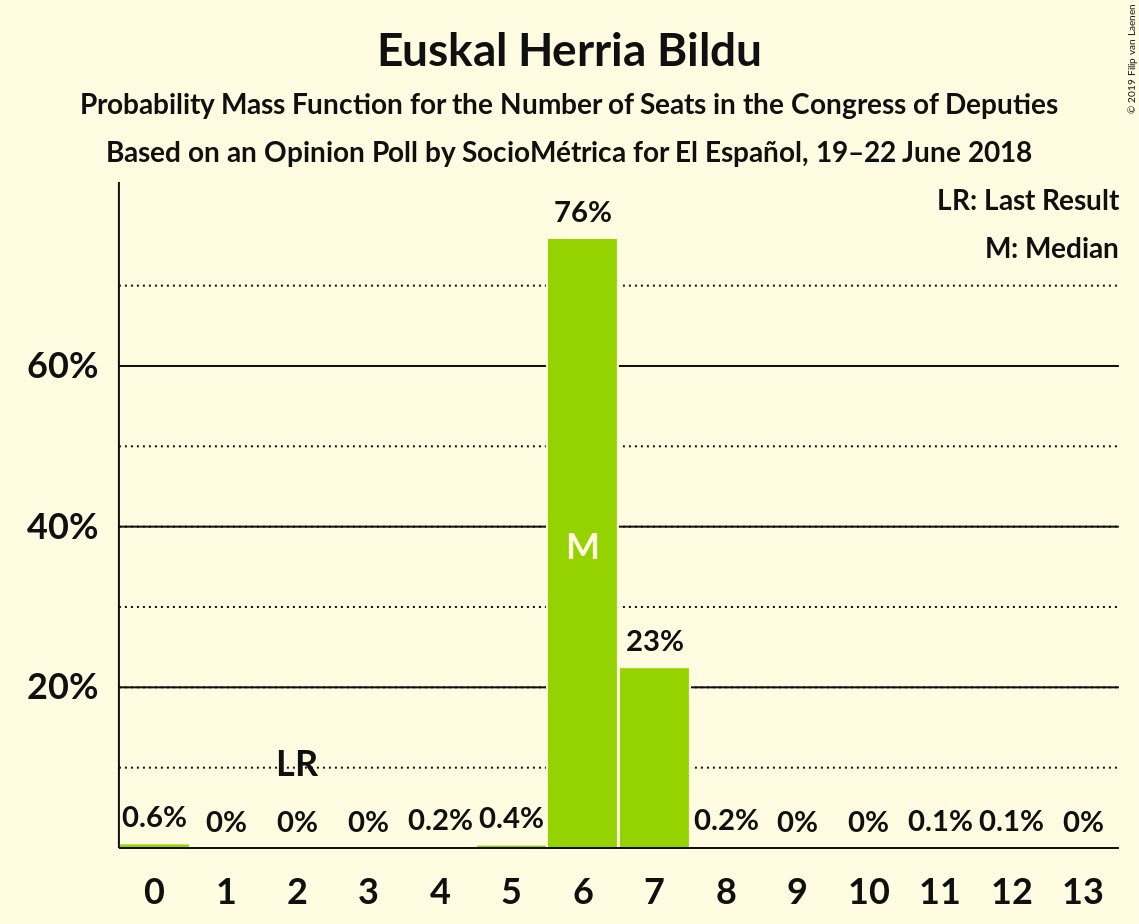 Euskal Herria Bildu
Probability Mass Function for the Number of Seats in the Congress of Deputies
Based on an Opinion Poll by SocioMétrica for El Español, 19–22 June 2018
© 2019 Filip van Laenen
LR: Last Result
M: Median
60%
40%
20%
0.6%
0%
LR
0%
0%
0.2%
0.4%
76%
M
23%
0.2%
0%
0%
0.1%
0.1%
0%
0 1 2 3 4 5 6 7 8 9 10 11 12 13